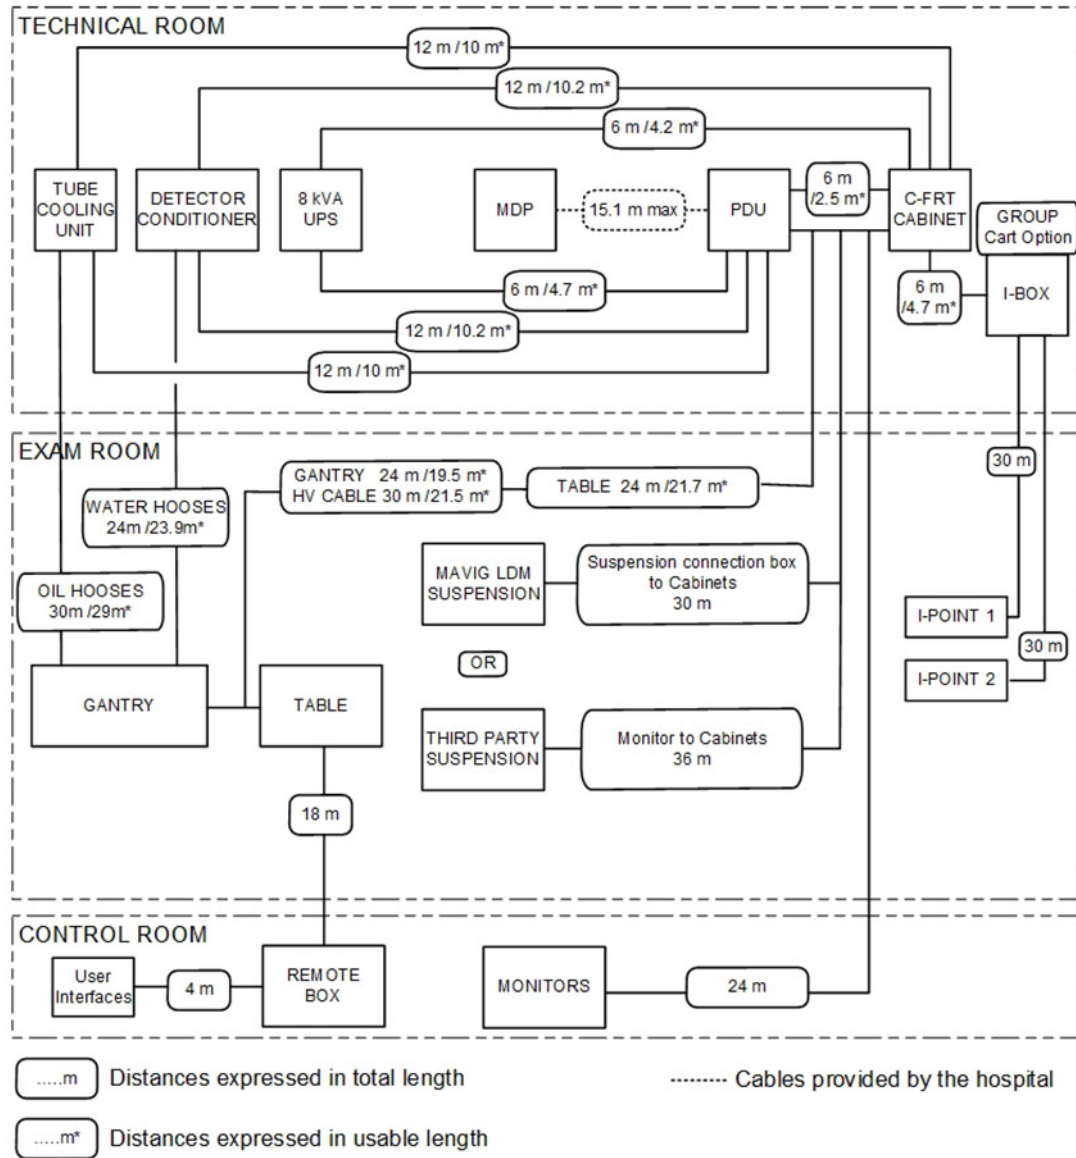 TECHNICAL ROOM
12 m /10 m*
12 m /10.2 m*
6 m /4.2 m*
TUBE
COOLING
UNIT
DETECTOR
CONDITIONER
8 kVA
UPS
MDP
15.1 m max
PDU
6 m
/2.5 m*
C-FRT
CABINET
GROUP
Cart Option
I-BOX
6 m
/4.7 m*
6 m /4.7 m*
12 m /10.2 m*
12 m /10 m*
EXAM ROOM
GANTRY 24 m /19.5 m*
HV CABLE 30 m /21.5 m*
TABLE 24 m /21.7 m*
30 m
WATER HOOSES
24m /23.9m*
OIL HOOSES
30m /29m*
MAVIG LDM
SUSPENSION
Suspension connection box
to Cabinets
30 m
I-POINT 1
30 m
I-POINT 2
OR
GANTRY
TABLE
THIRD PARTY
SUSPENSION
Monitor to Cabinets
36 m
18 m
CONTROL ROOM
User
Interfaces
4 m
REMOTE
BOX
MONITORS
24 m
.....m Distances expressed in total length
Cables provided by the hospital
.....m* Distances expressed in usable length